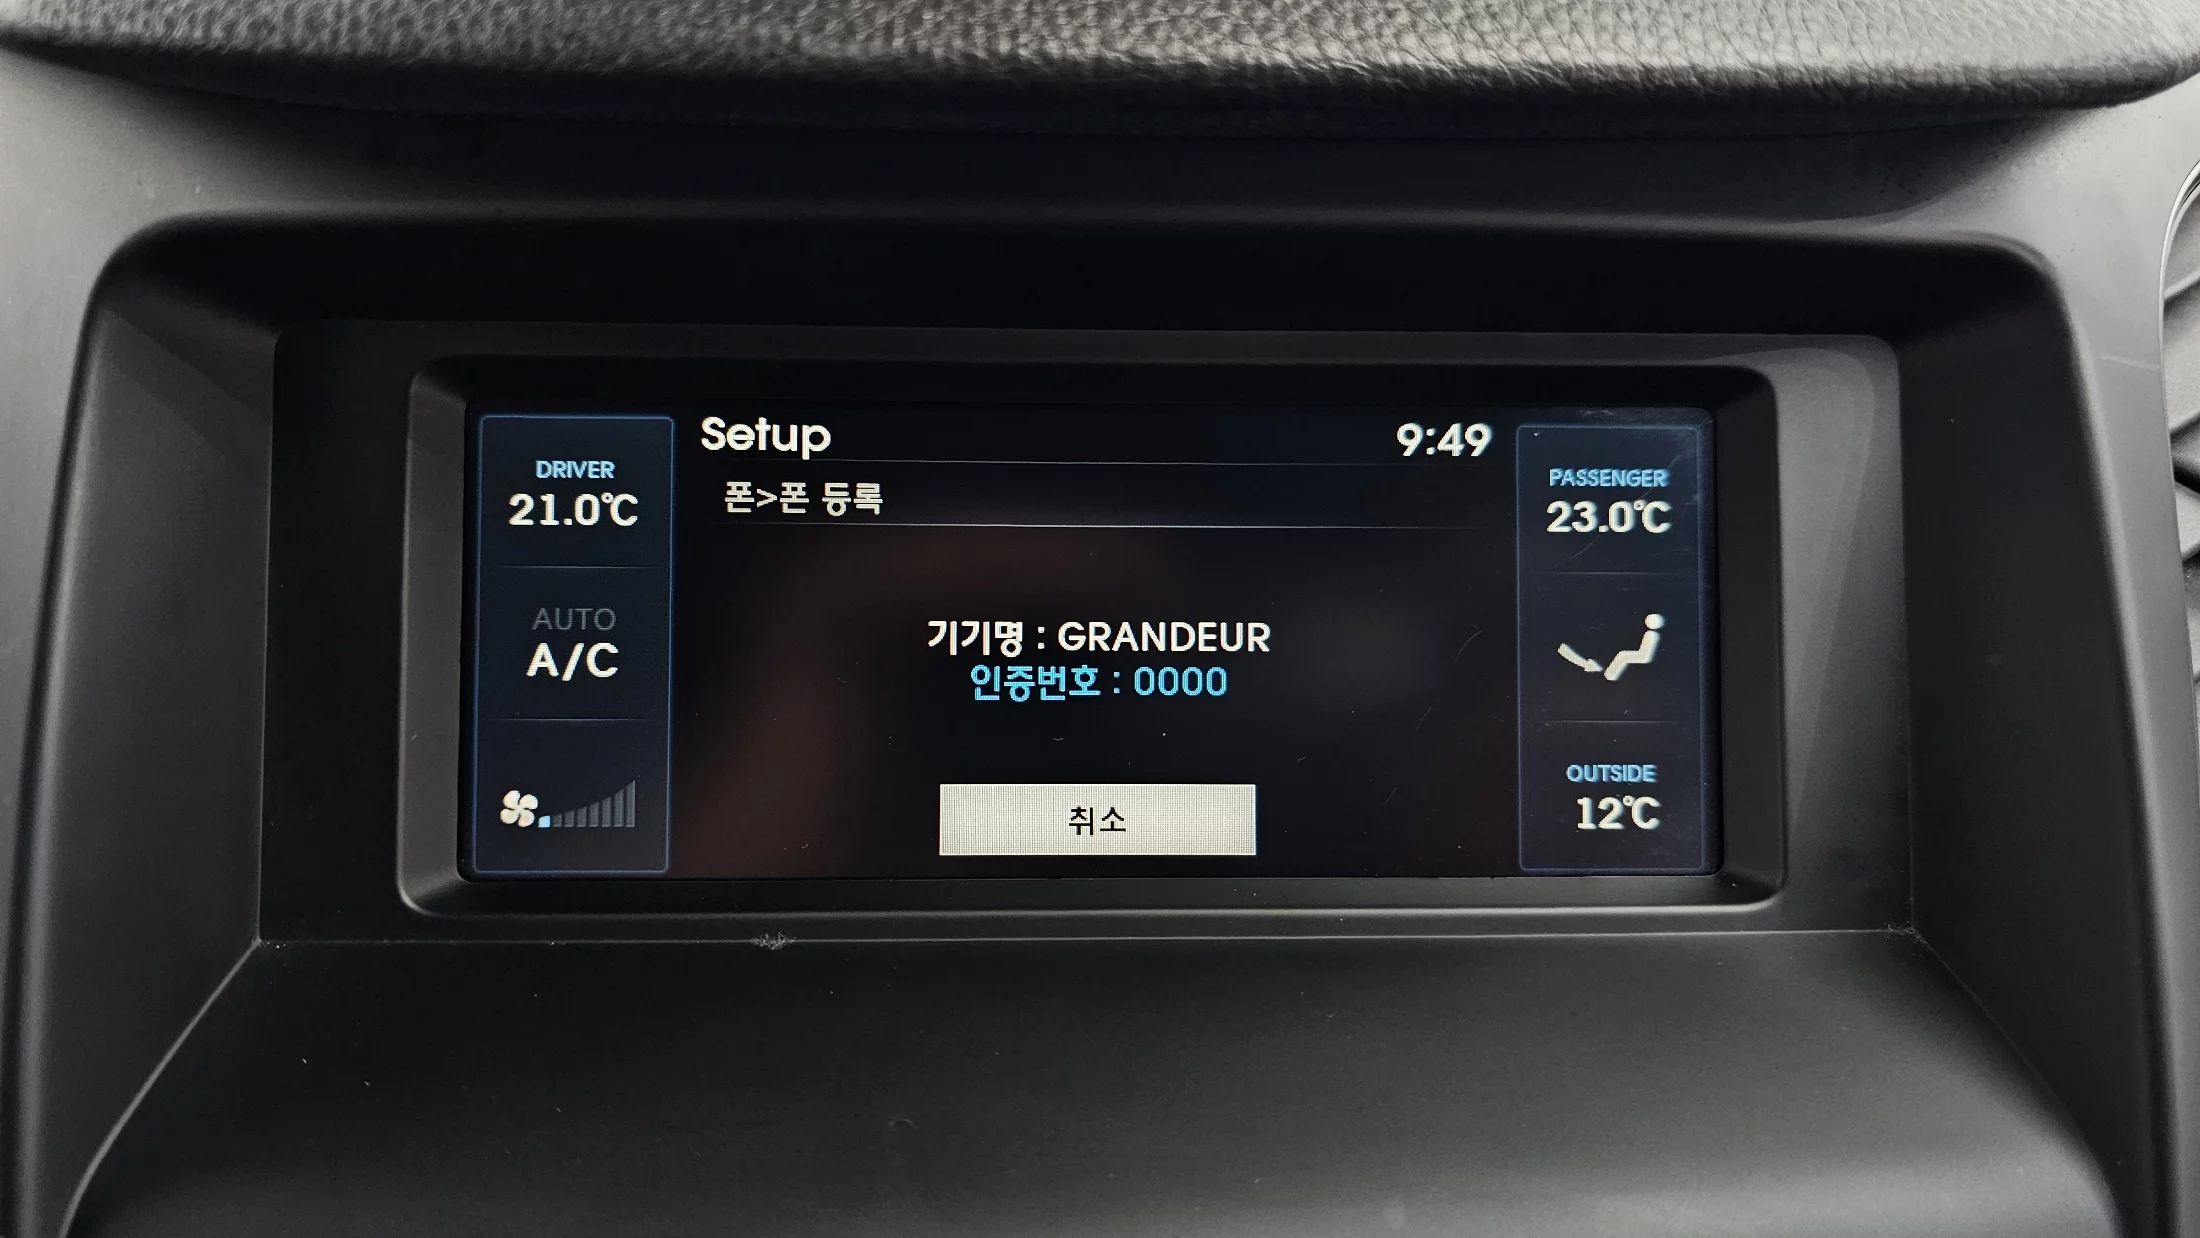 Setup
9:49
폰>폰 등록
DRIVER
21.0℃
AUTO
A/C
기기명 : GRANDEUR
인증번호 : 0000
취소
PASSENGER
23.0℃
OUTSIDE
12℃